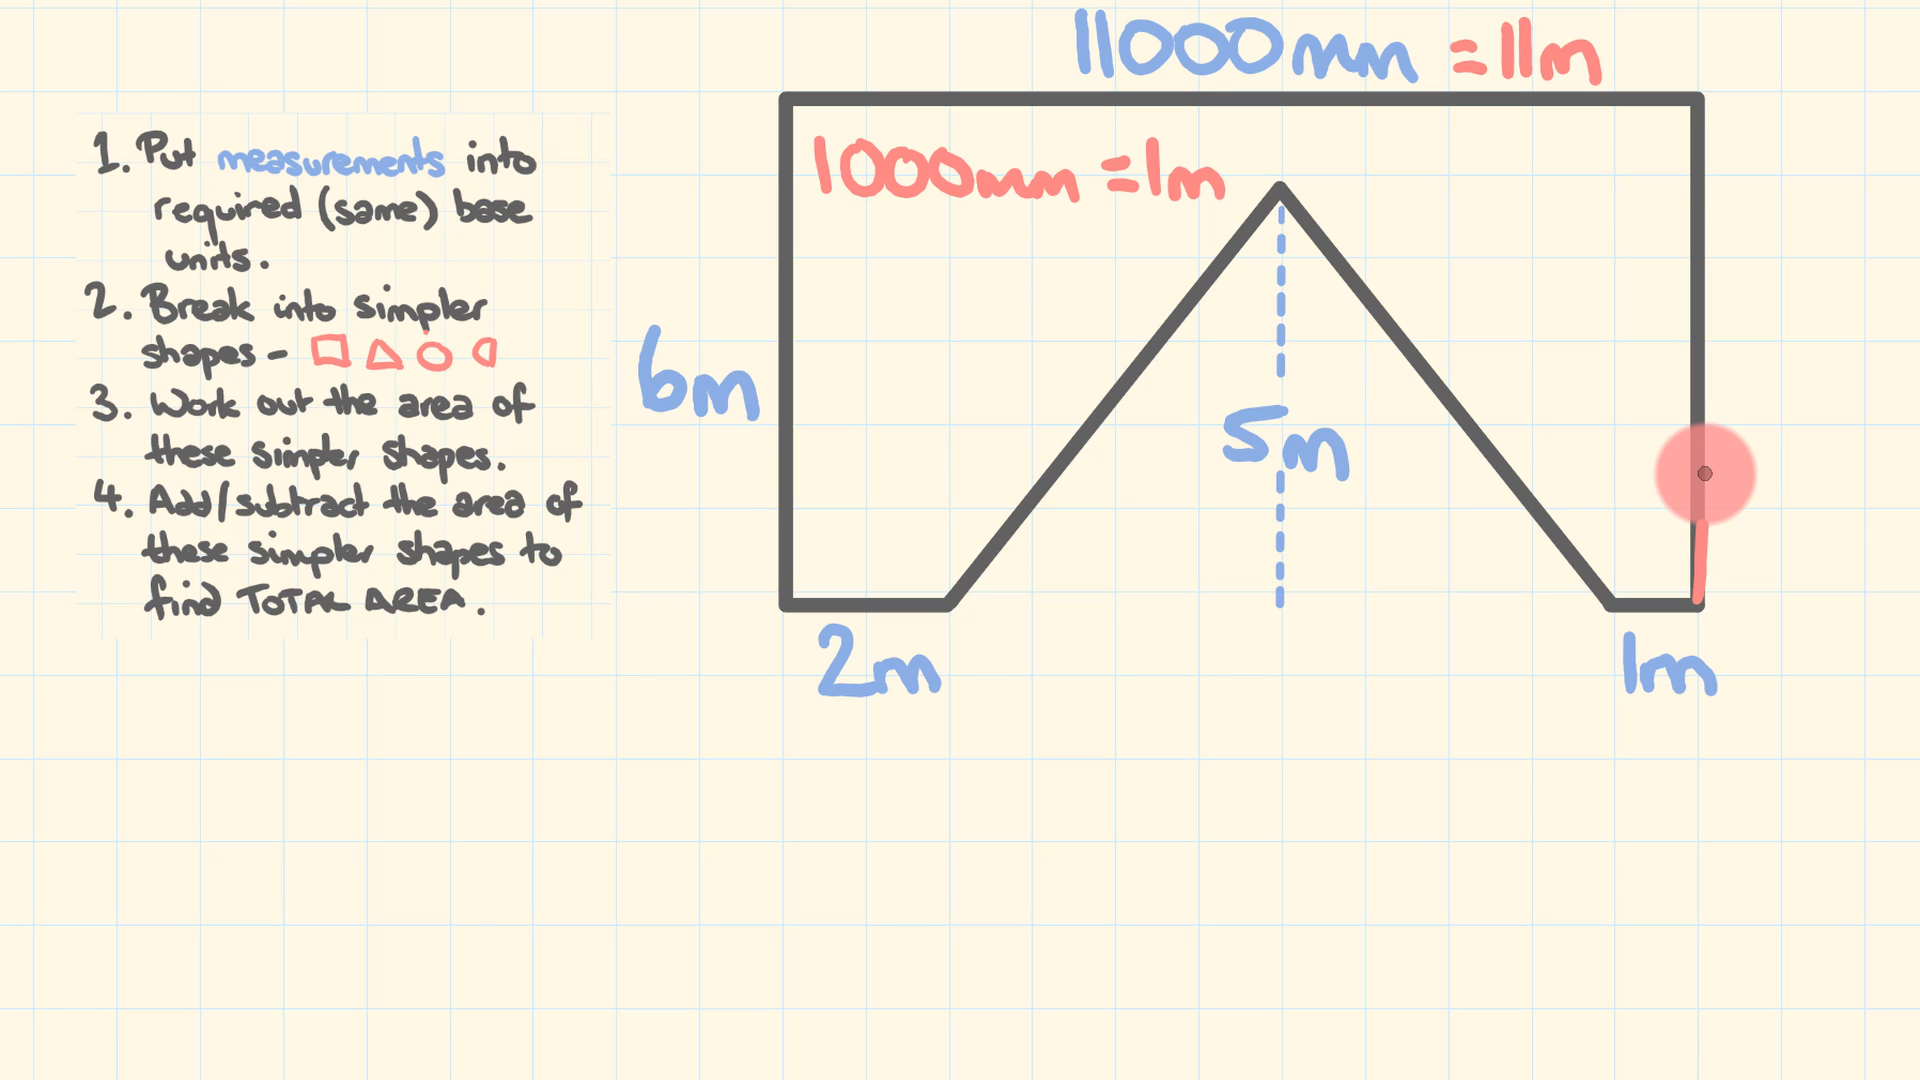 11000mm = 11m
1. Put measurements into
required (same) base
units.
2. Break into simpler
shapes -
3. Work out the area of
these simpler shapes.
4. Add/subtract the area of
these simpler shapes to
find TOTAL AREA.
1000mm = 1m
6m
5m
2m
1m